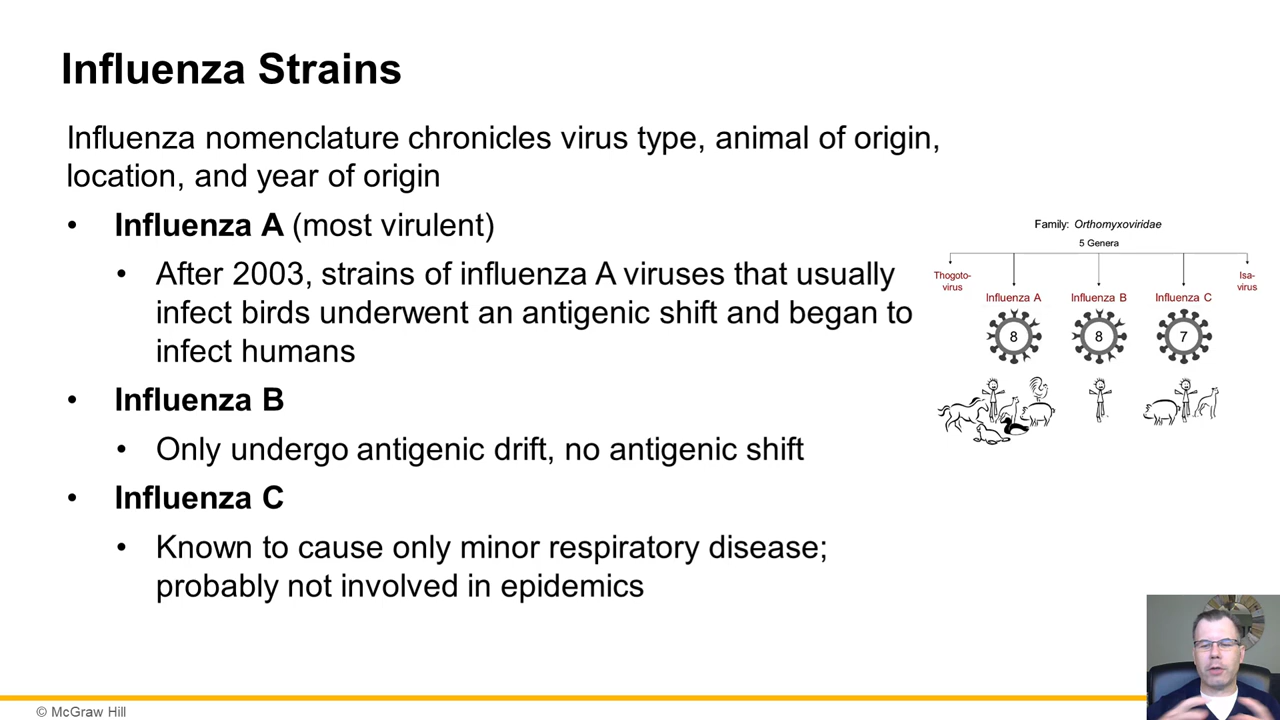 Influenza Strains
Influenza nomenclature chronicles virus type, animal of origin,
location, and year of origin
• Influenza A (most virulent)
• After 2003, strains of influenza A viruses that usually
infect birds underwent an antigenic shift and began to
infect humans
• Influenza B
• Only undergo antigenic drift, no antigenic shift
• Influenza C
• Known to cause only minor respiratory disease;
probably not involved in epidemics
Family: Orthomyxoviridae
5 Genera
Thogoto-
virus
Influenza A
Influenza B
Influenza C
Isa-
virus
8
8
7
© McGraw Hill